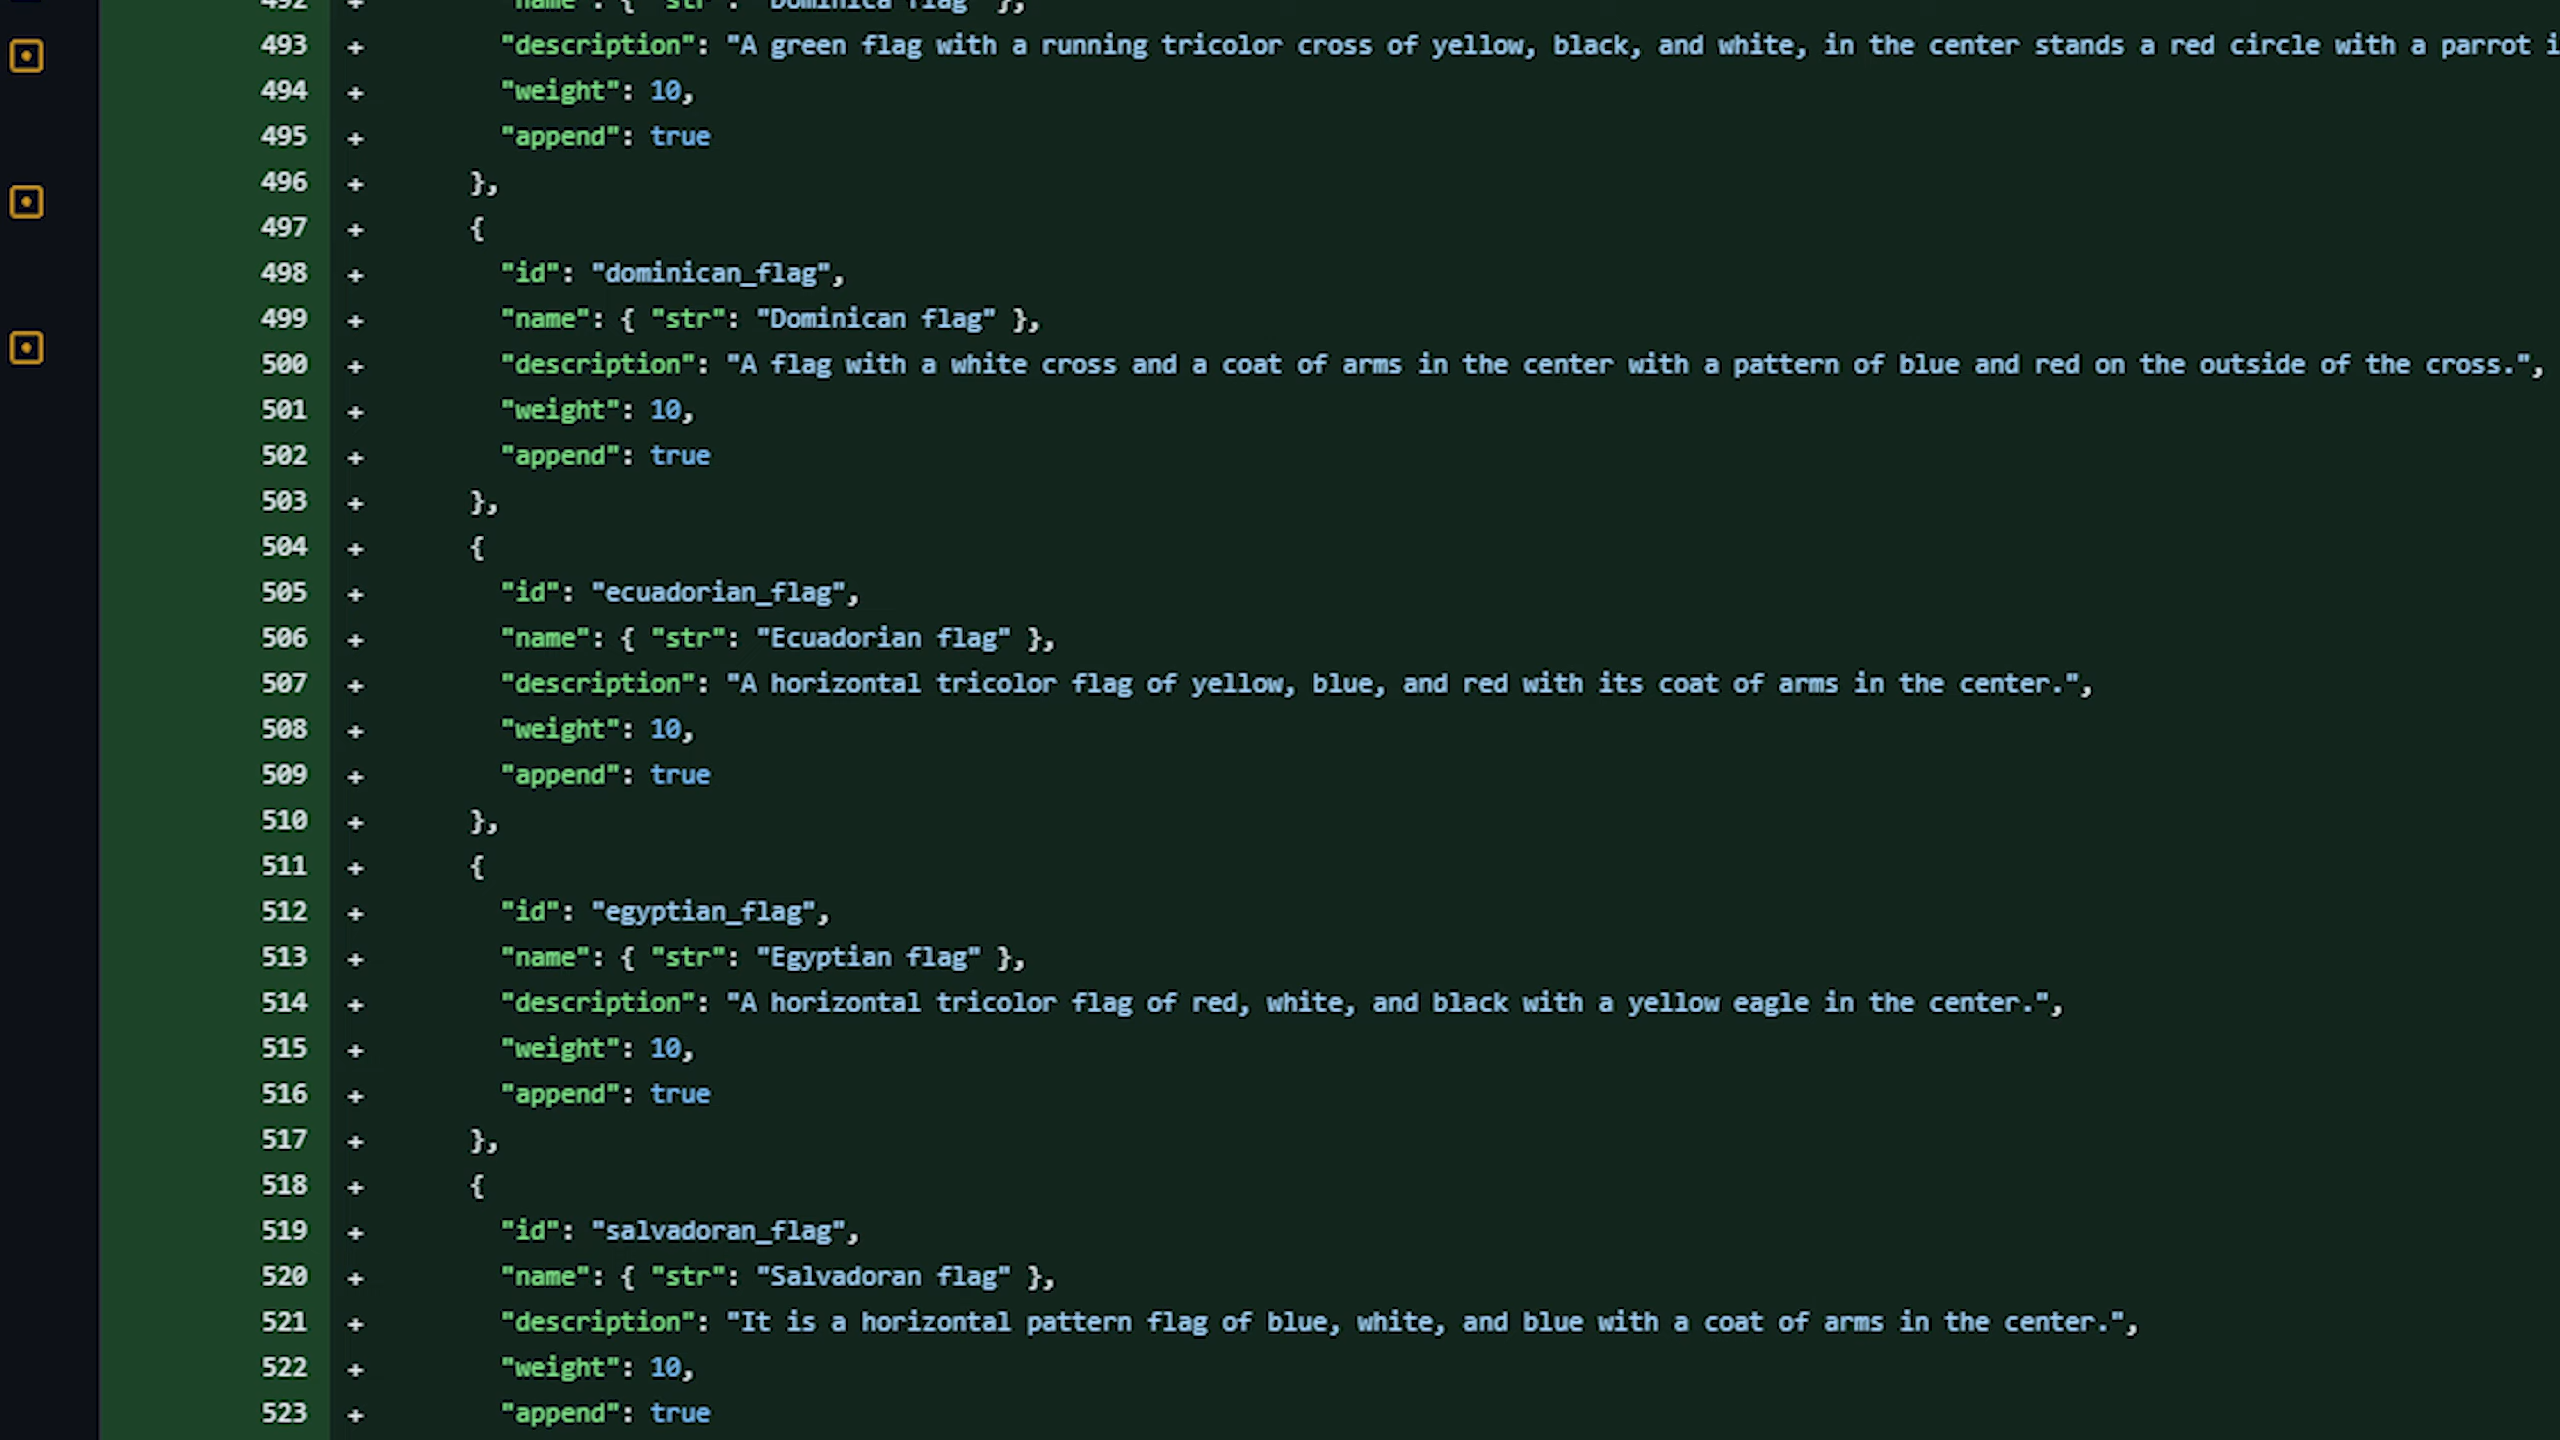 492 + "name": { "str": "Dominica flag" },
493 + "description": "A green flag with a running tricolor cross of yellow, black, and white, in the center stands a red circle with a parrot
494 + "weight": 10,
495 + "append": true
496 + },
497 + {
498 + "id": "dominican_flag",
499 + "name": { "str": "Dominican flag" },
500 + "description": "A flag with a white cross and a coat of arms in the center with a pattern of blue and red on the outside of the cross.",
501 + "weight": 10,
502 + "append": true
503 + },
504 + {
505 + "id": "ecuadorian_flag",
506 + "name": { "str": "Ecuadorian flag" },
507 + "description": "A horizontal tricolor flag of yellow, blue, and red with its coat of arms in the center.",
508 + "weight": 10,
509 + "append": true
510 + },
511 + {
512 + "id": "egyptian_flag",
513 + "name": { "str": "Egyptian flag" },
514 + "description": "A horizontal tricolor flag of red, white, and black with a yellow eagle in the center.",
515 + "weight": 10,
516 + "append": true
517 + },
518 + {
519 + "id": "salvadoran_flag",
520 + "name": { "str": "Salvadoran flag" },
521 + "description": "It is a horizontal pattern flag of blue, white, and blue with a coat of arms in the center.",
522 + "weight": 10,
523 + "append": true